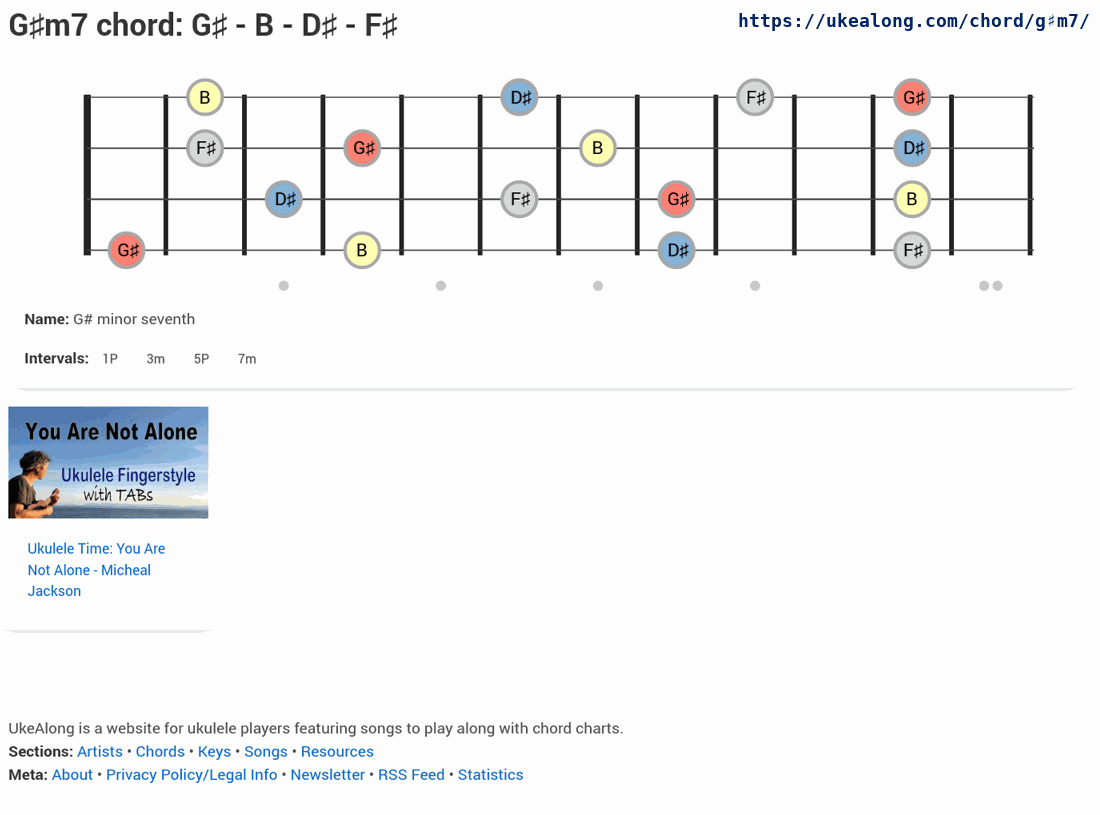 G♯m7 chord: G♯ - B - D♯ - F♯
https://ukealong.com/chord/g♯m7/
B D♯ F♯ G♯
F♯ G♯ B D♯
D♯ F♯ G♯ B
G♯ B D♯ F♯
Name: G# minor seventh
Intervals: 1P 3m 5P 7m
You Are Not Alone
Ukulele Fingerstyle
with TABs
Ukulele Time: You Are
Not Alone - Micheal
Jackson
UkeAlong is a website for ukulele players featuring songs to play along with chord charts.
Sections: Artists • Chords • Keys • Songs • Resources
Meta: About • Privacy Policy/Legal Info • Newsletter • RSS Feed • Statistics